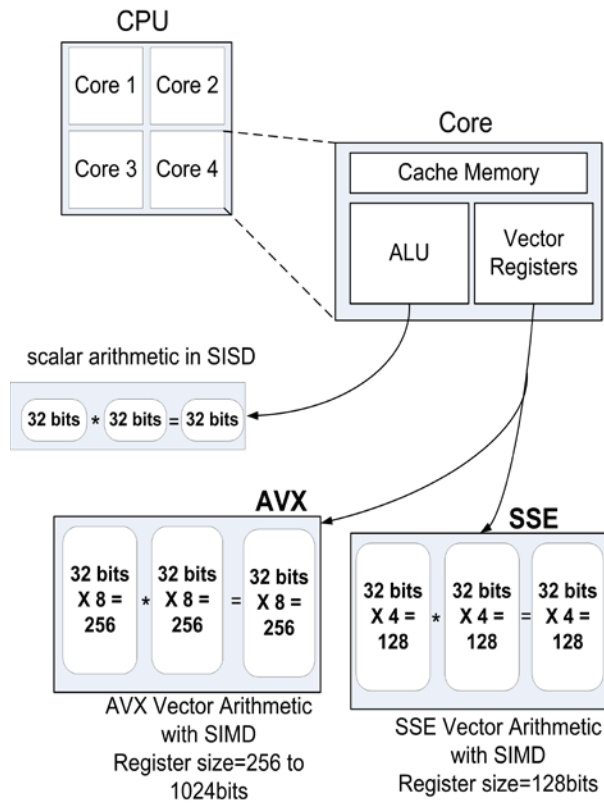 CPU
Core 1
Core 2
Core 3
Core 4
Core
Cache Memory
ALU
Vector
Registers
scalar arithmetic in SISD
32 bits * 32 bits = 32 bits
AVX
32 bits
X 8 =
256
*
32 bits
X 8 =
256
=
32 bits
X 8 =
256
AVX Vector Arithmetic
with SIMD
Register size=256 to
1024bits
SSE
32 bits
X 4 =
128
*
32 bits
X 4 =
128
=
32 bits
X 4 =
128
SSE Vector Arithmetic
with SIMD
Register size=128bits